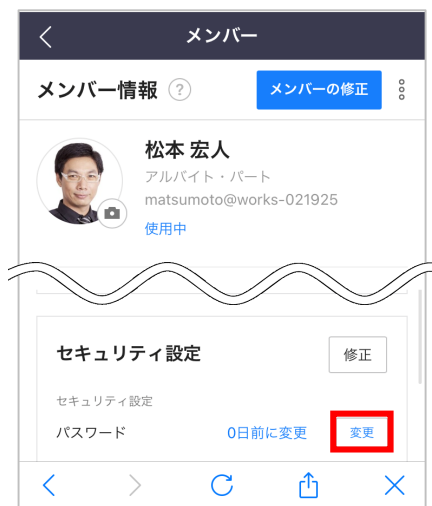 メンバー
メンバー情報 ? メンバーの修正
松本 宏人
アルバイト・パート
matsumoto@works-021925
使用中
セキュリティ設定 修正
セキュリティ設定
パスワード 0日前に変更 変更